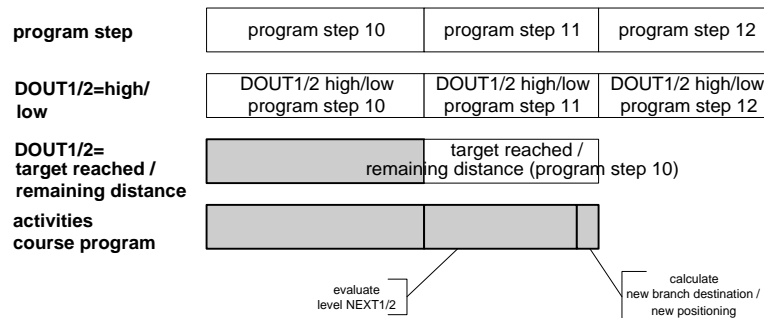 program step
program step 10
program step 11
program step 12
DOUT1/2=high/
low
DOUT1/2 high/low
program step 10
DOUT1/2 high/low
program step 11
DOUT1/2 high/low
program step 12
DOUT1/2=
target reached /
remaining distance
target reached /
remaining distance (program step 10)
activities
course program
evaluate
level NEXT1/2
calculate
new branch destination /
new positioning